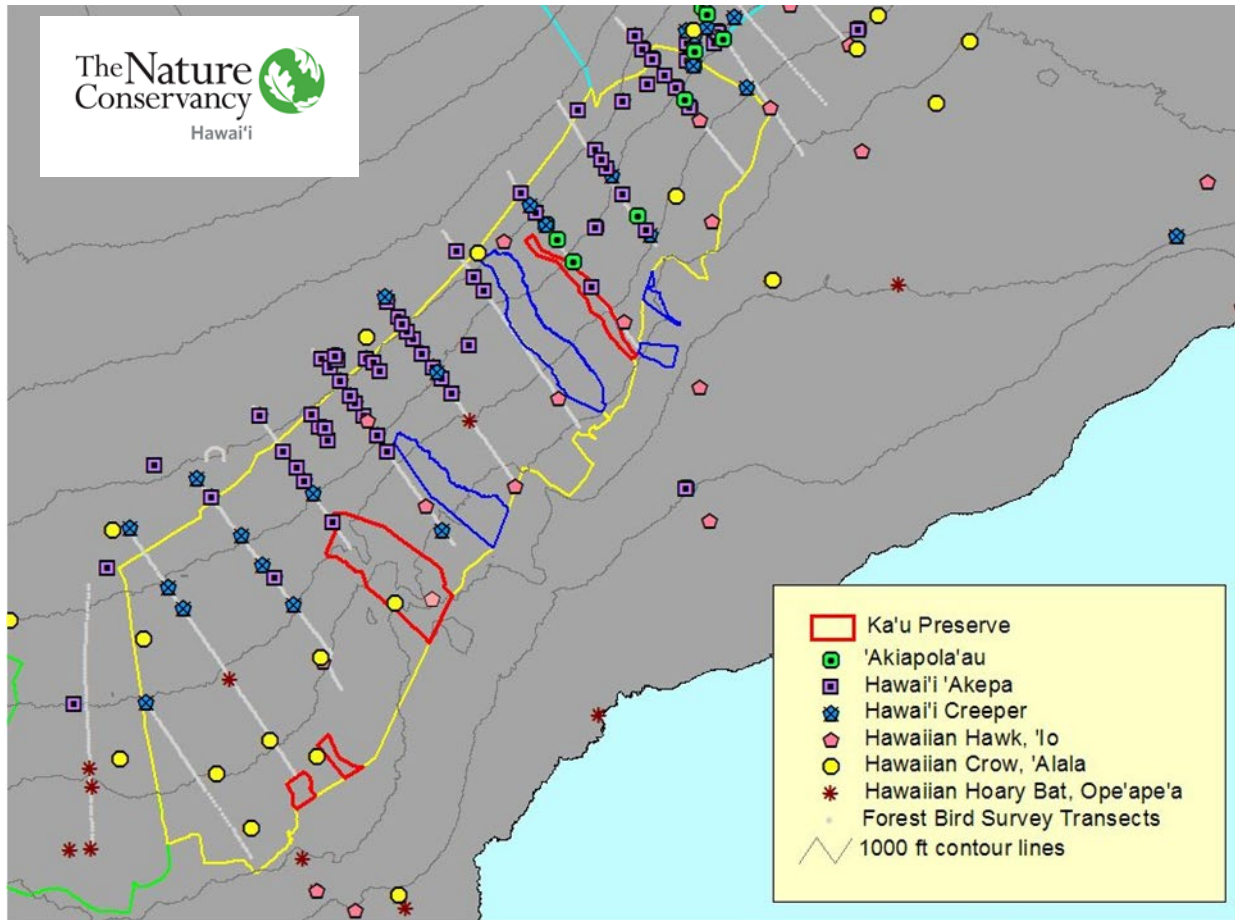 The Nature
Conservancy
Hawai'i
Ka'u Preserve
'Akiapola'au
Hawai'i 'Akepa
Hawai'i Creeper
Hawaiian Hawk, 'Io
Hawaiian Crow, 'Alala
Hawaiian Hoary Bat, Ope'ape'a
Forest Bird Survey Transects
1000 ft contour lines